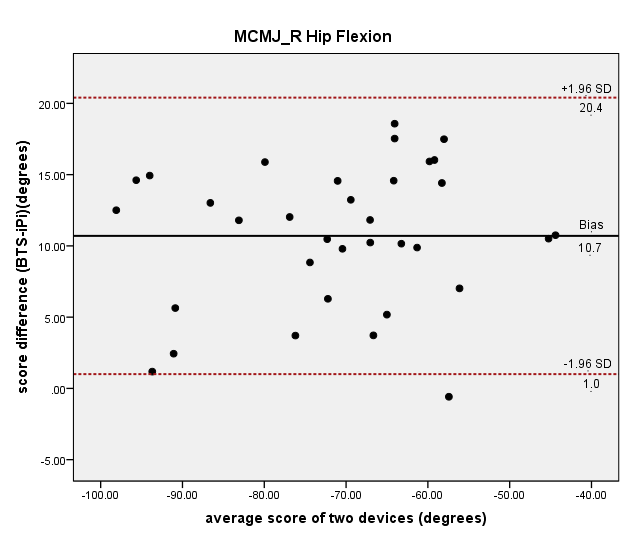 MCMJ_R Hip Flexion
score difference (BTS-iPi)(degrees)
20.00
15.00
10.00
5.00
.00
-5.00
+1.96 SD
20.4
Bias
10.7
-1.96 SD
1.0
-100.00 -90.00 -80.00 -70.00 -60.00 -50.00 -40.00
average score of two devices (degrees)